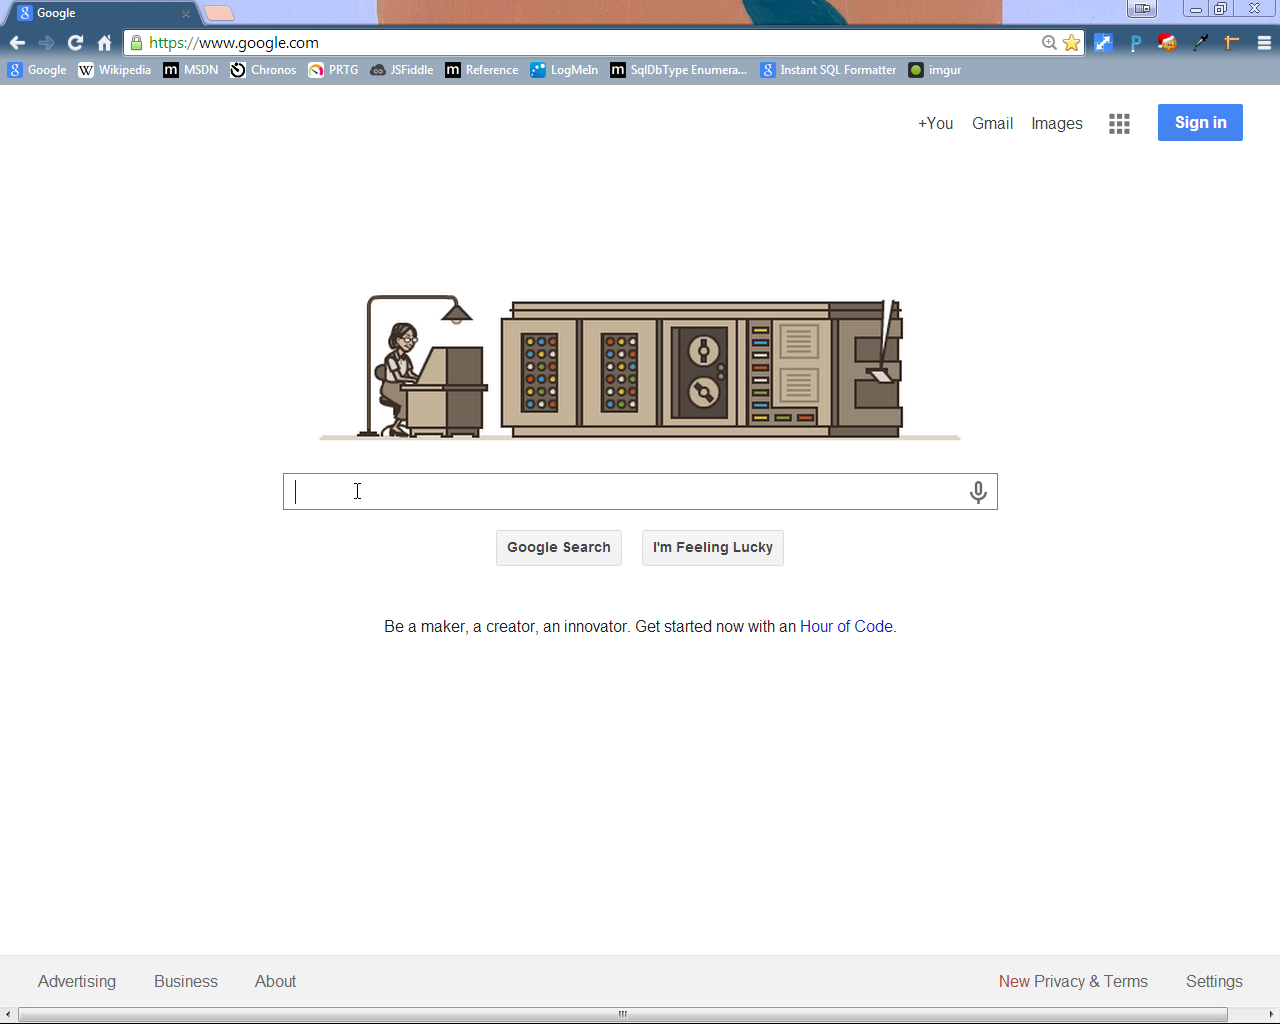 Google
https://www.google.com
Google Wikipedia MSDN Chronos PRTG JSFiddle Reference LogMeIn SqlDbType Enumera... Instant SQL Formatter imgur
+You Gmail Images Sign in
Google Search I'm Feeling Lucky
Be a maker, a creator, an innovator. Get started now with an Hour of Code.
Advertising Business About New Privacy & Terms Settings